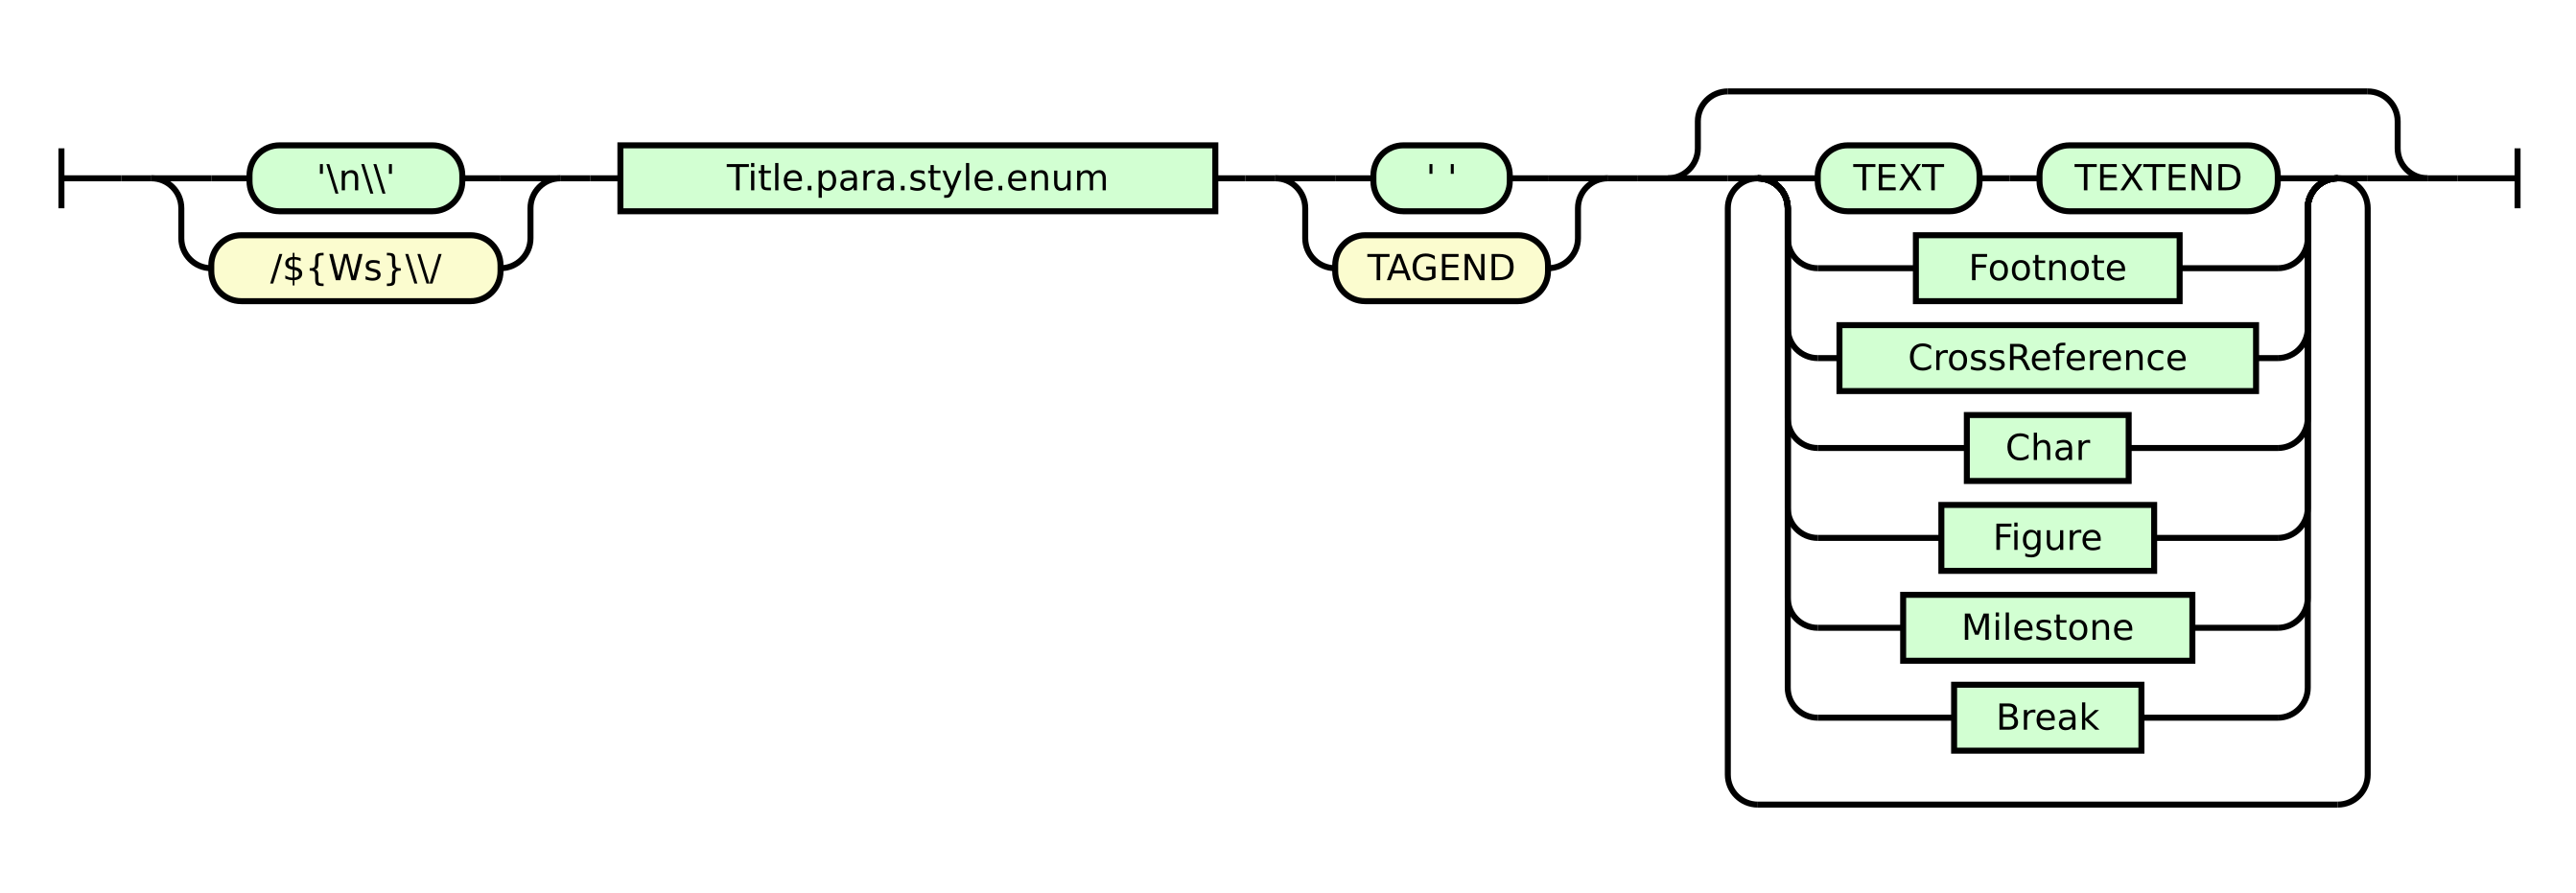 '\n\\'
Title.para.style.enum
' '
TEXT
TEXTEND
/${Ws}\\/
TAGEND
Footnote
CrossReference
Char
Figure
Milestone
Break